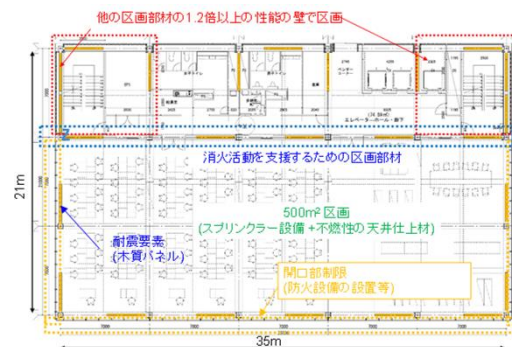 他の区画部材の1.2倍以上の性能の壁で区画
消火活動を支援するための区画部材
21m
500m²区画
(スプリンクラー設備+不燃性の天井仕上材)
耐震要素
(木質パネル)
開口部制限
(防火設備の設置等)
35m